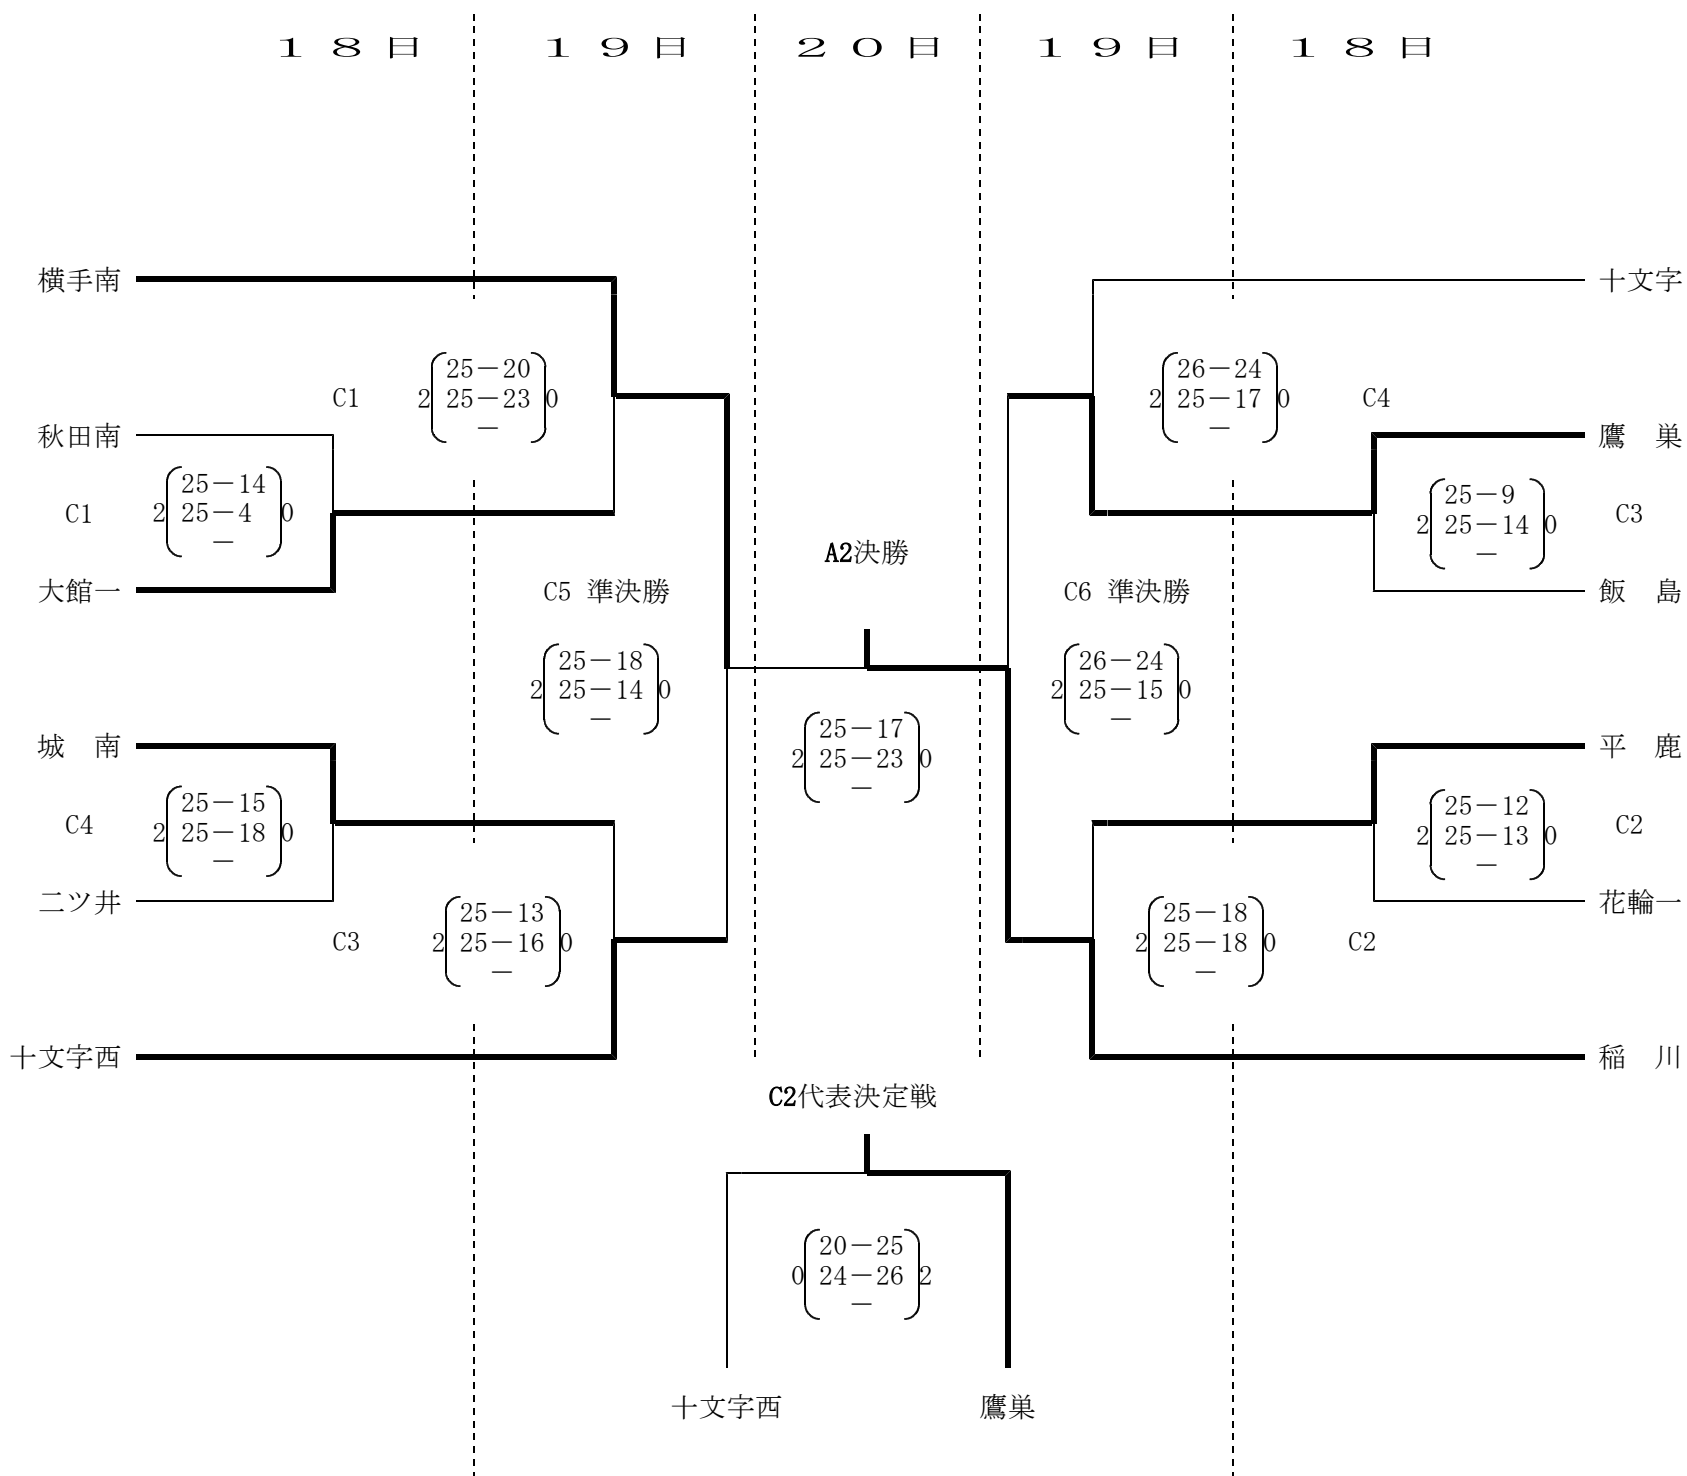 １８日 １９日 ２０日 １９日 １８日
横手南 十文字
25－20 26－24
C1 2 25－23 0 2 25－17 0 C4
－ －
秋田南 鷹　巣
25－14 25－9
C1 2 25－4 0 2 25－14 0 C3
－ －
A2決勝
大館一 C5 準決勝 C6 準決勝 飯　島
25－18 26－24
2 25－14 0 2 25－15 0
－ －
25－17
城　南 平　鹿
2 25－23 0
－
25－15 25－12
C4 2 25－18 0 2 25－13 0 C2
－ －
二ツ井 花輪一
25－13 25－18
C3 2 25－16 0 2 25－18 0 C2
－ －
十文字西 稲　川
C2代表決定戦
20－25
0 24－26 2
－
十文字西 鷹巣